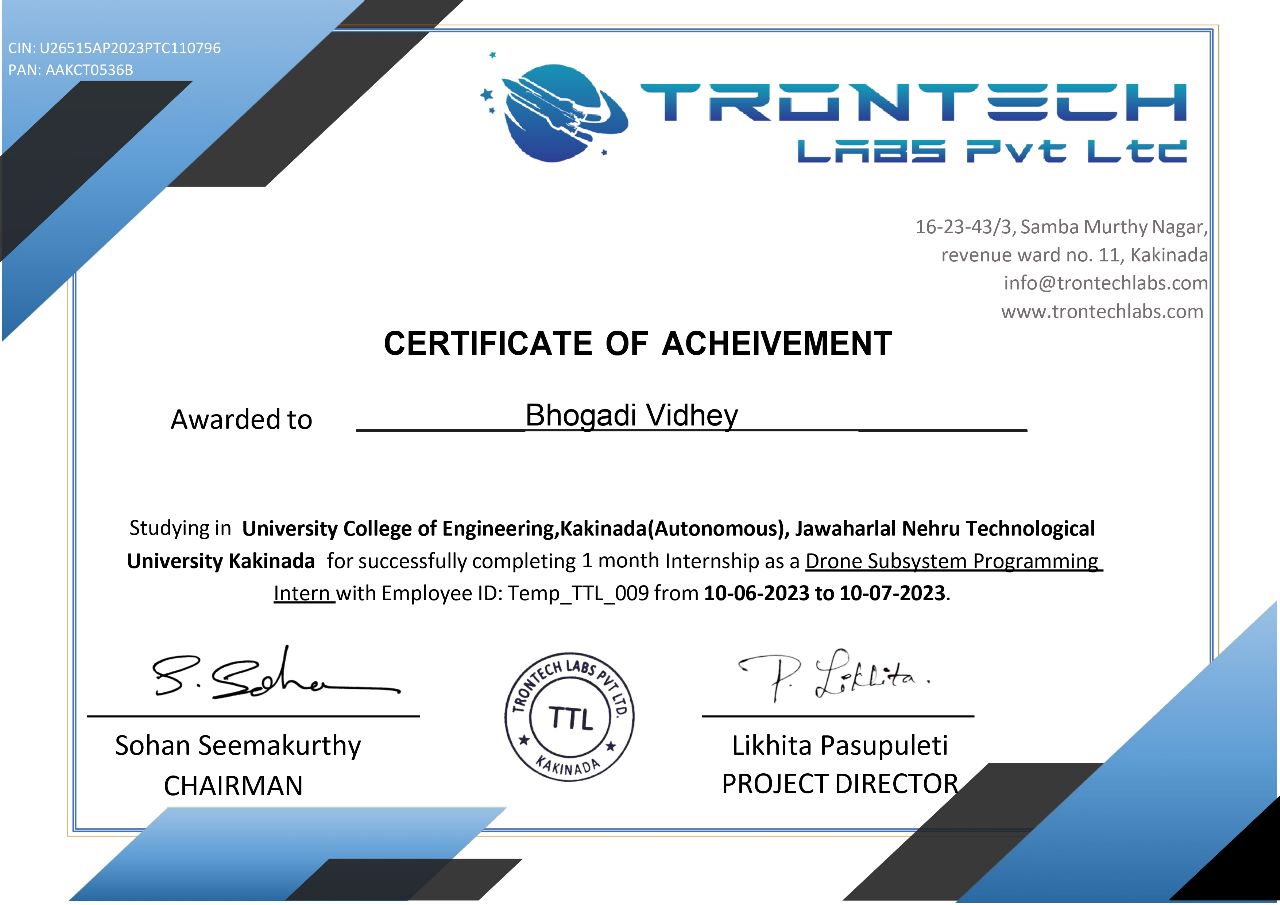 CIN: U26515AP2023PTC110796
PAN: AAKCT0536B
TRONTECH
LABS Pvt Ltd
16-23-43/3, Samba Murthy Nagar,
revenue ward no. 11, Kakinada
info@trontechlabs.com
www.trontechlabs.com
CERTIFICATE OF ACHEIVEMENT
Awarded to Bhogadi Vidhey
Studying in University College of Engineering,Kakinada(Autonomous), Jawaharlal Nehru Technological
University Kakinada for successfully completing 1 month Internship as a Drone Subsystem Programming
Intern with Employee ID: Temp_TTL_009 from 10-06-2023 to 10-07-2023.
S. Soha
P. Likhita.
TRONTECH LABS PVT LTD.
TTL
KAKINADA
Sohan Seemakurthy
CHAIRMAN
Likhita Pasupuleti
PROJECT DIRECTOR